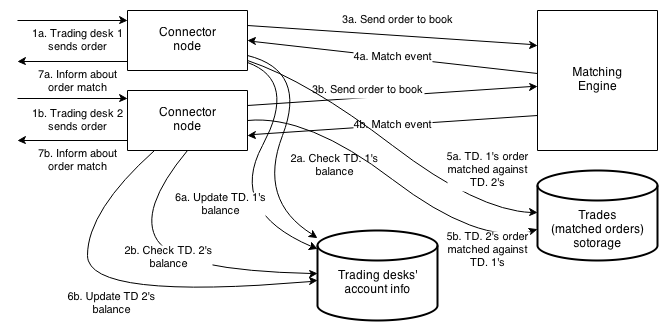 3a. Send order to book
1a. Trading desk 1
sends order
Connector
node
4a. Match event
7a. Inform about
order match
Matching
Engine
3b. Send order to book
1b. Trading desk 2
sends order
Connector
node
4b. Match event
7b. Inform about
order match
2a. Check TD. 1's
balance
5a. TD. 1's order
matched against
TD. 2's
6a. Update TD. 1's
balance
Trades
(matched orders)
sotorage
5b. TD. 2's order
matched against
TD. 1's
2b. Check TD. 2's
balance
Trading desks'
account info
6b. Update TD 2's
balance